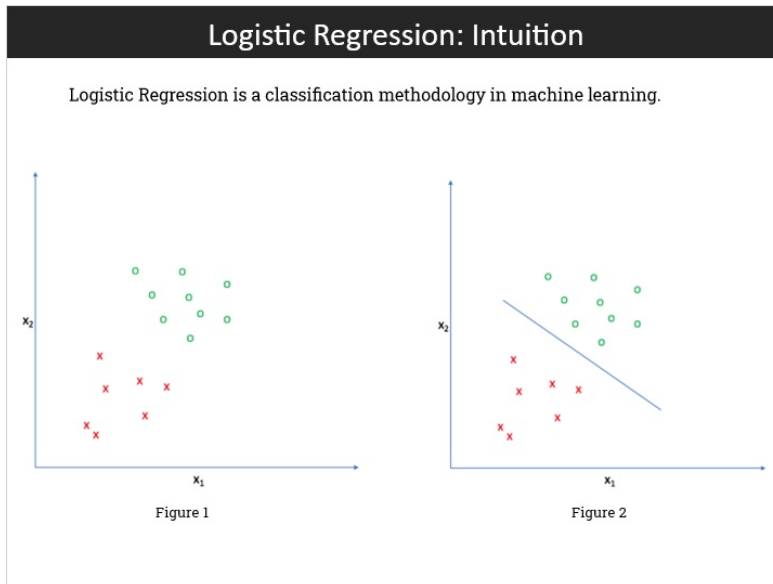 Logistic Regression: Intuition
Logistic Regression is a classification methodology in machine learning.
x₂
x₁
Figure 1
x₂
x₁
Figure 2